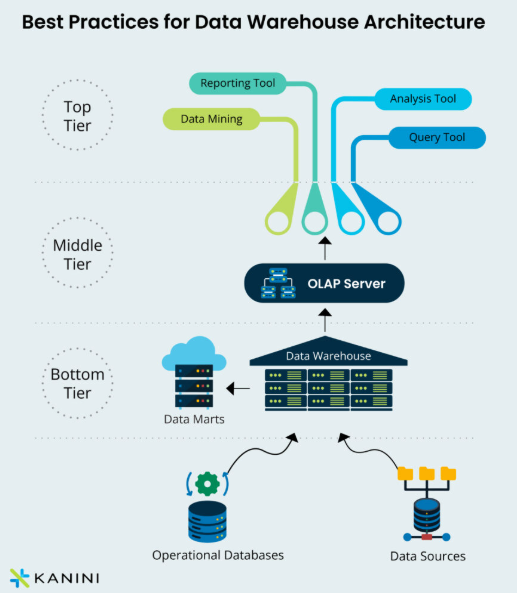 Best Practices for Data Warehouse Architecture
Top
Tier
Reporting Tool
Data Mining
Analysis Tool
Query Tool
Middle
Tier
OLAP Server
Bottom
Tier
Data Warehouse
Data Marts
Operational Databases
Data Sources
KANINI